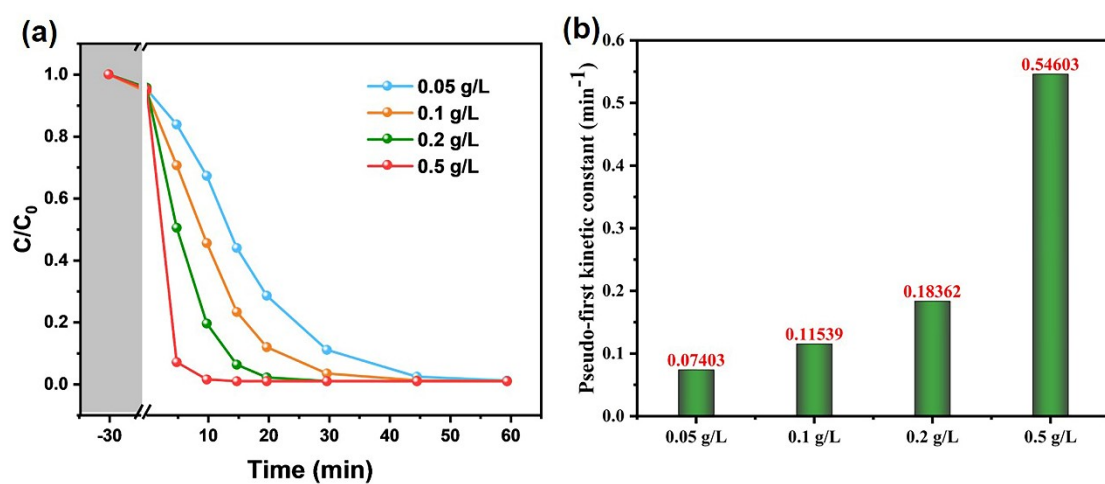 (a)
C/C0
1.0
0.8
0.6
0.4
0.2
0.0
0.05 g/L
0.1 g/L
0.2 g/L
0.5 g/L
-30 10 20 30 40 50 60
Time (min)
(b)
Pseudo-first kinetic constant (min-1)
0.6
0.5
0.4
0.3
0.2
0.1
0.0
0.07403
0.11539
0.18362
0.54603
0.05 g/L 0.1 g/L 0.2 g/L 0.5 g/L